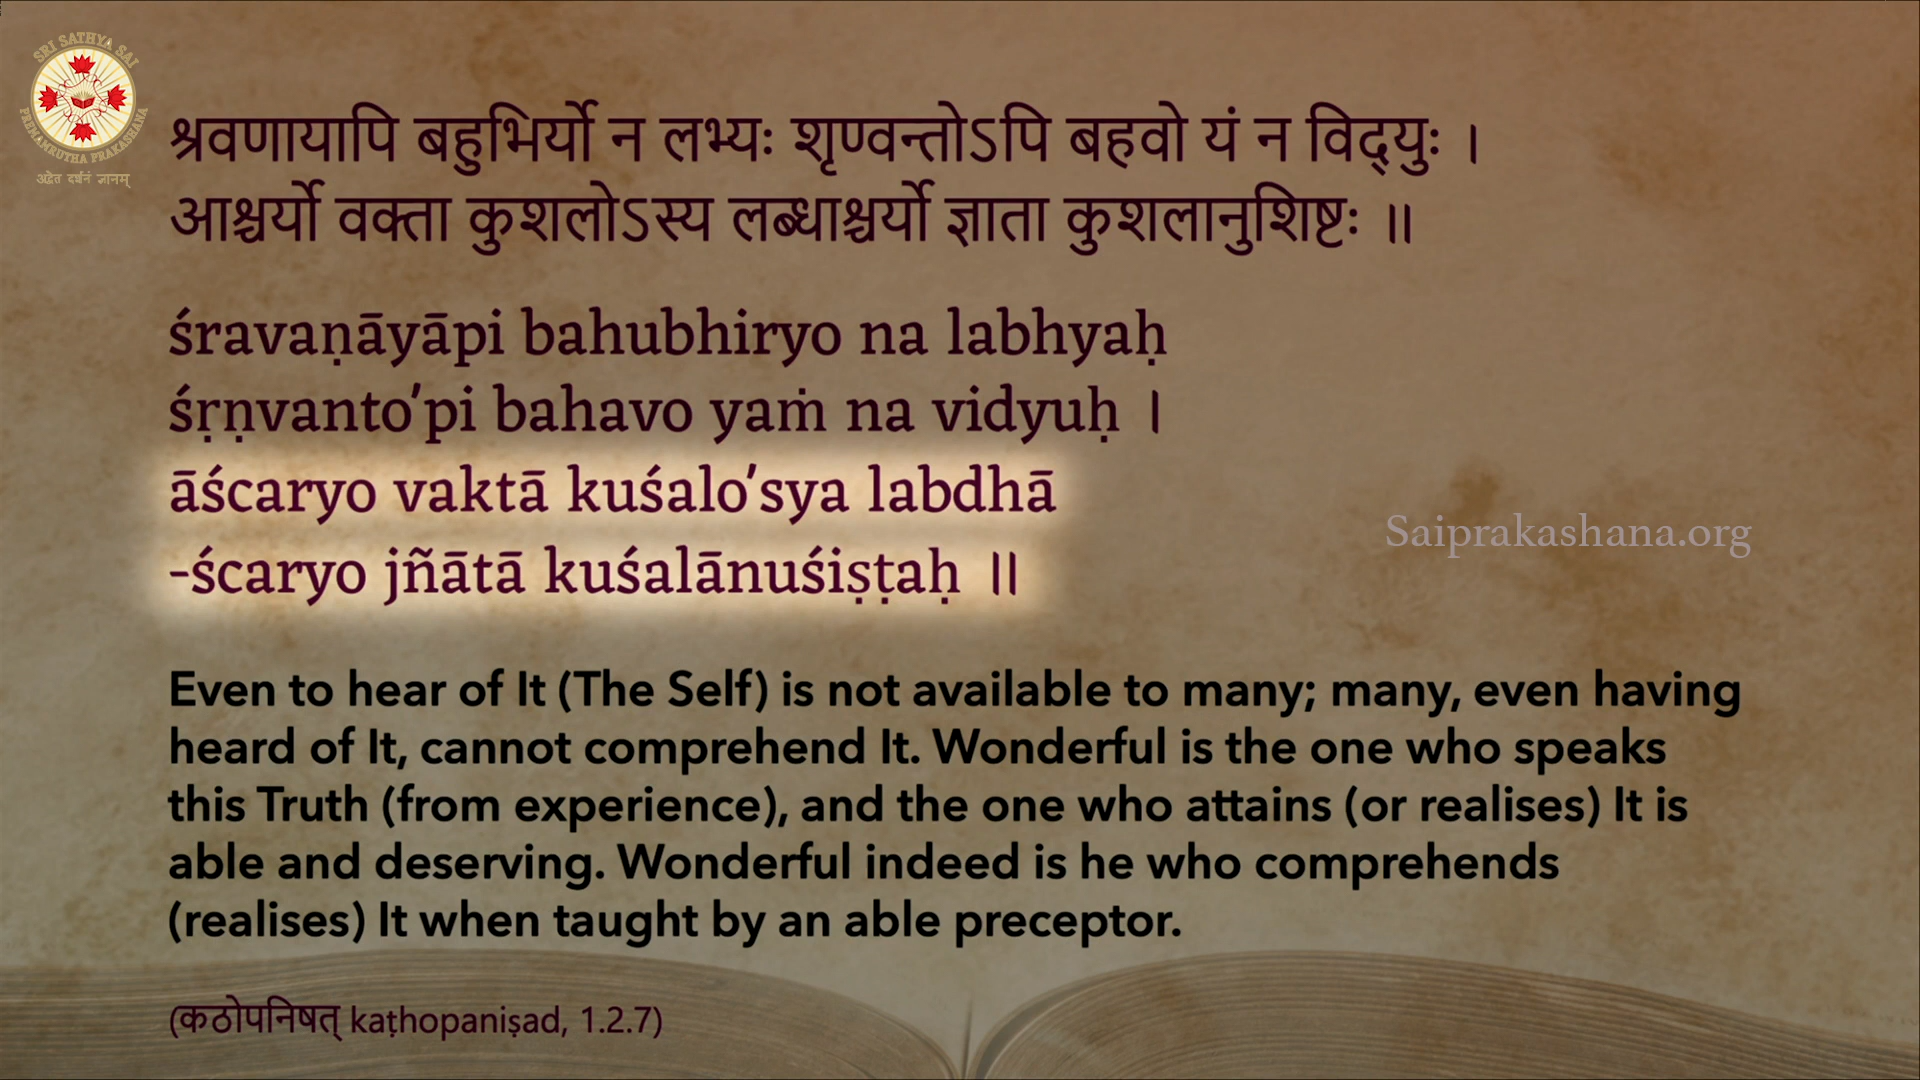 SRI SATHYA SAI
PREMAMRUTHA PRAKASHANA
अद्वैत दर्शनं ज्ञानम्
श्रवणायापि बहुभिर्यो न लभ्यः शृण्वन्तोऽपि बहवो यं न विद्युः ।
आश्चर्यो वक्ता कुशलोऽस्य लब्धाश्चर्यो ज्ञाता कुशलानुशिष्टः ॥
śravaṇāyāpi bahubhiryo na labhyaḥ
śṛṇvanto’pi bahavo yaṁ na vidyuḥ ।
āścaryo vaktā kuśalo’sya labdhā
-ścaryo jñātā kuśalānuśiṣṭaḥ ॥
Saiprakashana.org
Even to hear of It (The Self) is not available to many; many, even having
heard of It, cannot comprehend It. Wonderful is the one who speaks
this Truth (from experience), and the one who attains (or realises) It is
able and deserving. Wonderful indeed is he who comprehends
(realises) It when taught by an able preceptor.
(कठोपनिषत् kaṭhopaniṣad, 1.2.7)